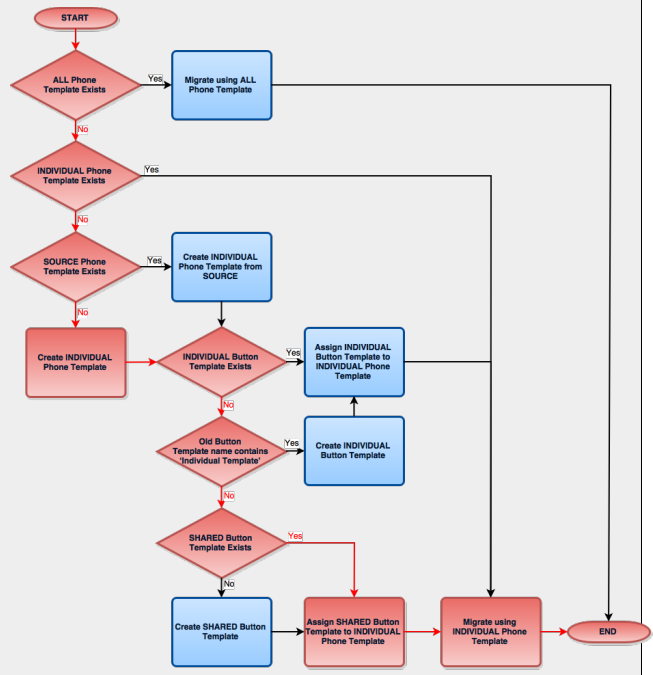 START
ALL Phone
Template Exists
Yes
Migrate using ALL
Phone Template
No
INDIVIDUAL Phone
Template Exists
Yes
No
SOURCE Phone
Template Exists
Yes
Create INDIVIDUAL
Phone Template from
SOURCE
No
Create INDIVIDUAL
Phone Template
INDIVIDUAL Button
Template Exists
Yes
Assign INDIVIDUAL
Button Template to
INDIVIDUAL Phone
Template
No
Old Button
Template name contains
'Individual Template'
Yes
Create INDIVIDUAL
Button Template
No
SHARED Button
Template Exists
Yes
No
Create SHARED Button
Template
Assign SHARED Button
Template to INDIVIDUAL
Phone Template
Migrate using
INDIVIDUAL Phone
Template
END